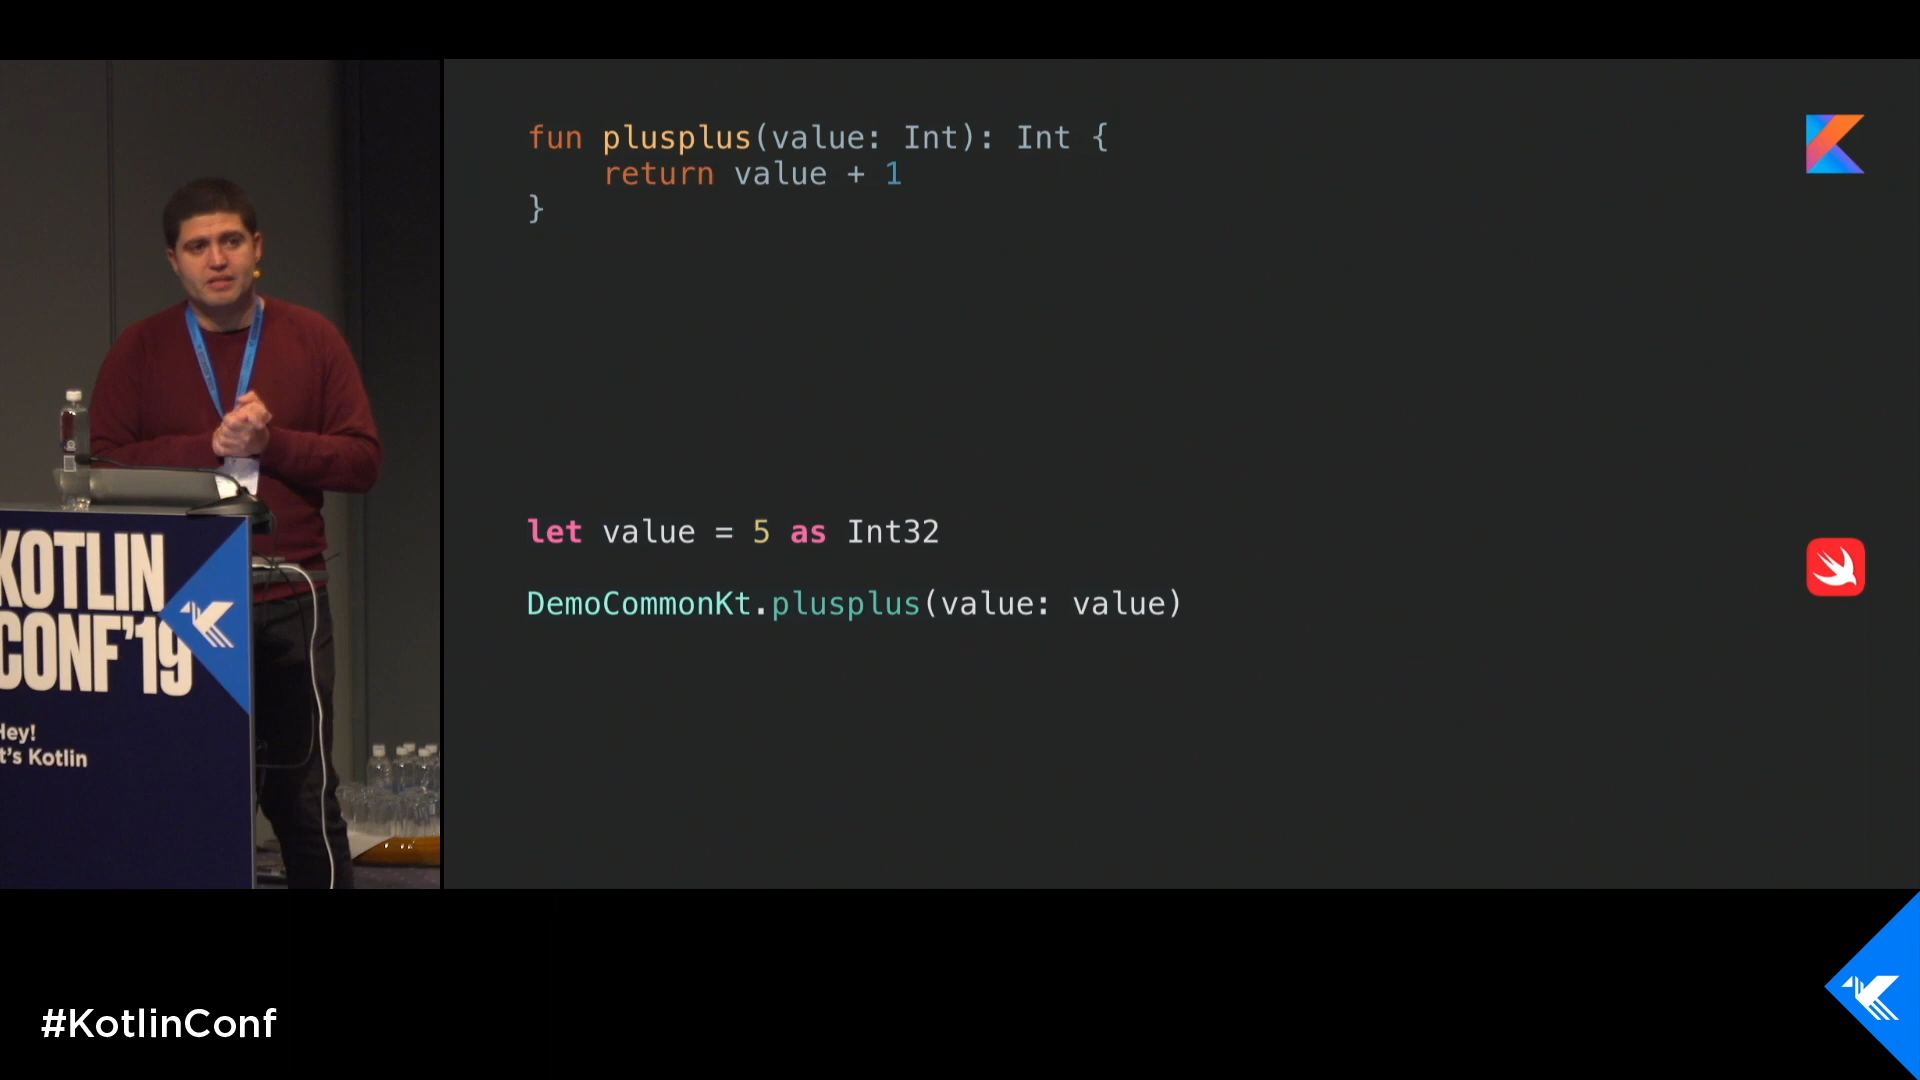 fun plusplus(value: Int): Int {
    return value + 1
}
let value = 5 as Int32
DemoCommonKt.plusplus(value: value)
KOTLIN
CONF'19
Hey!
t's Kotlin
#KotlinConf